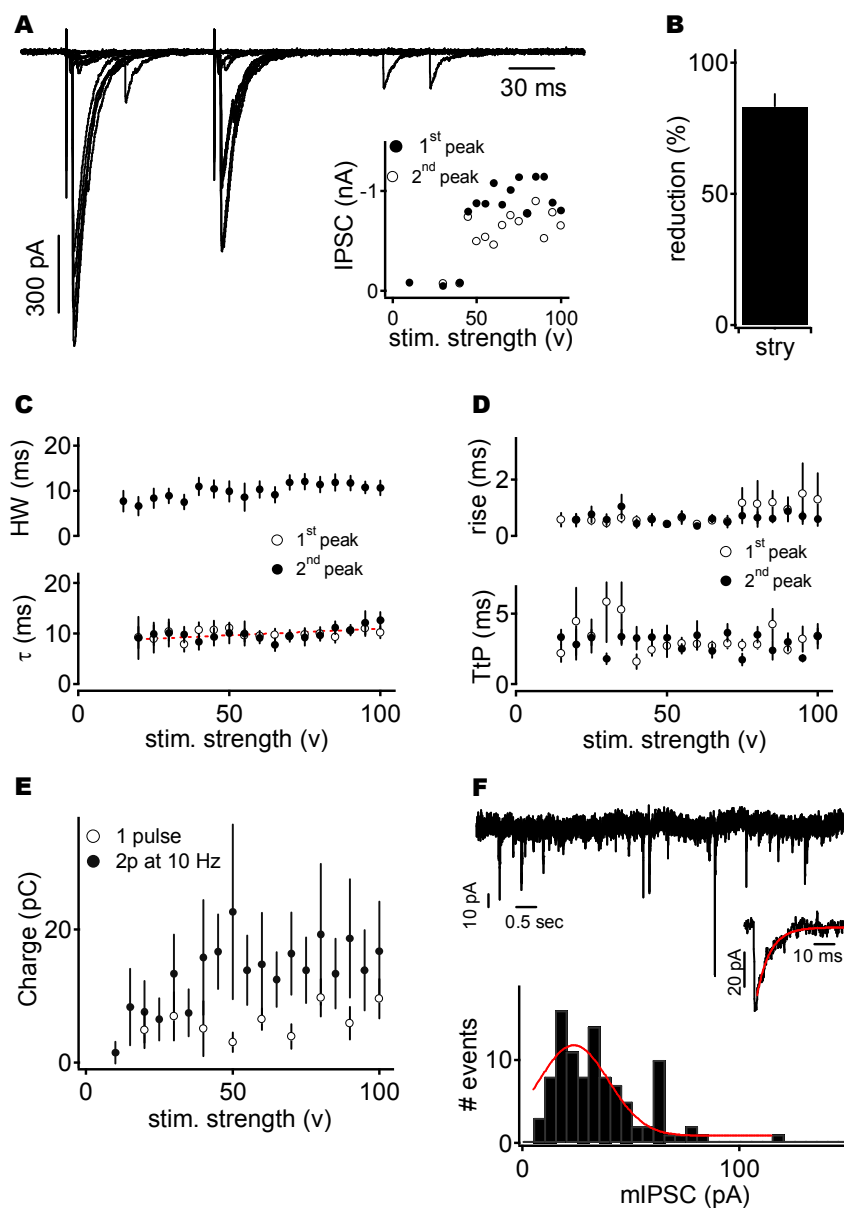 A
30 ms
300 pA
1st peak
2nd peak
IPSC (nA)
-1
0
0
50
100
stim. strength (v)
B
100
50
0
reduction (%)
stry
C
20
10
0
HW (ms)
1st peak
2nd peak
20
10
0
τ (ms)
0
50
100
stim. strength (v)
D
2
0
rise (ms)
1st peak
2nd peak
5
0
TtP (ms)
0
50
100
stim. strength (v)
E
1 pulse
2p at 10 Hz
20
0
Charge (pC)
0
50
100
stim. strength (v)
F
10 pA
0.5 sec
20 pA
10 ms
10
0
# events
0
100
mIPSC (pA)